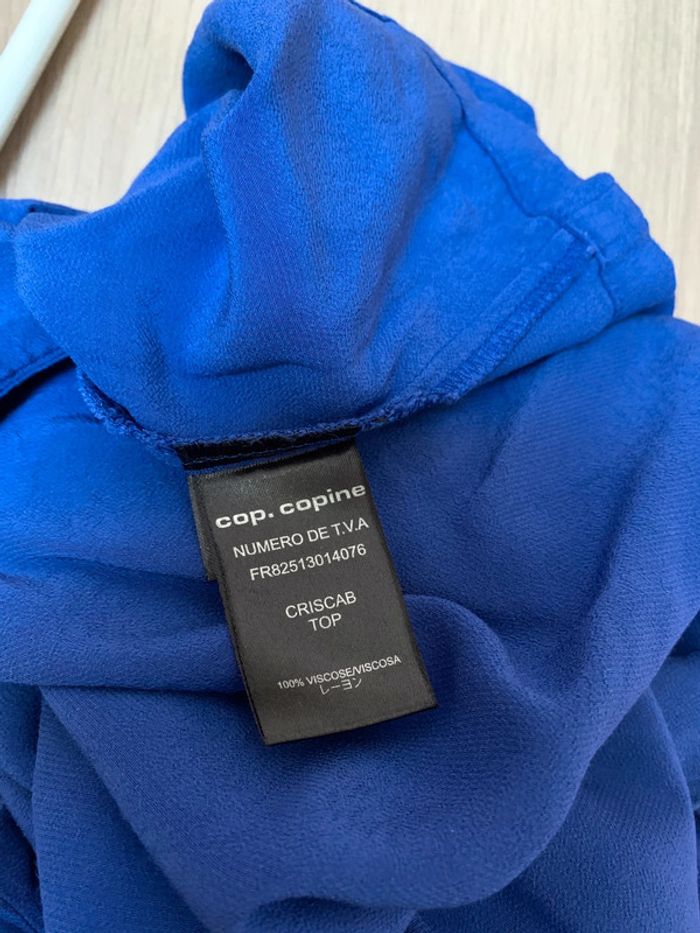 cop. copine
NUMERO DE T.V.A
FR82513014076
CRISCAB
TOP
100% VISCOSE/VISCOSA
レーヨン